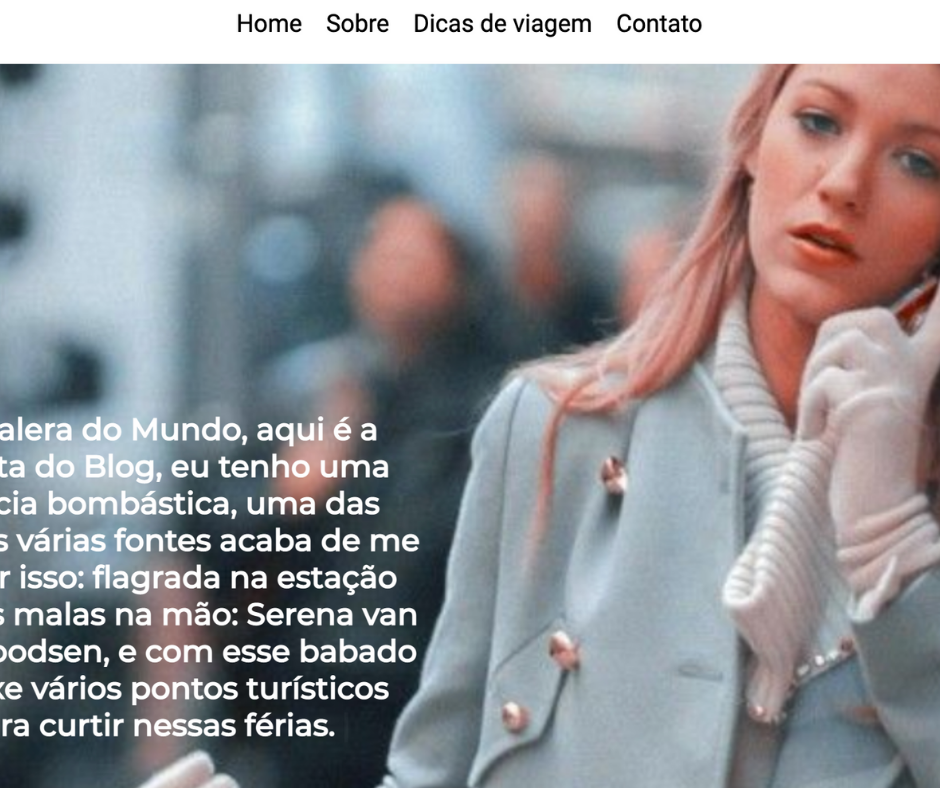 Home Sobre Dicas de viagem Contato
alera do Mundo, aqui é a
ta do Blog, eu tenho uma
cia bombástica, uma das
s várias fontes acaba de me
r isso: flagrada na estação
s malas na mão: Serena van
oodsen, e com esse babado
xe vários pontos turísticos
ra curtir nessas férias.